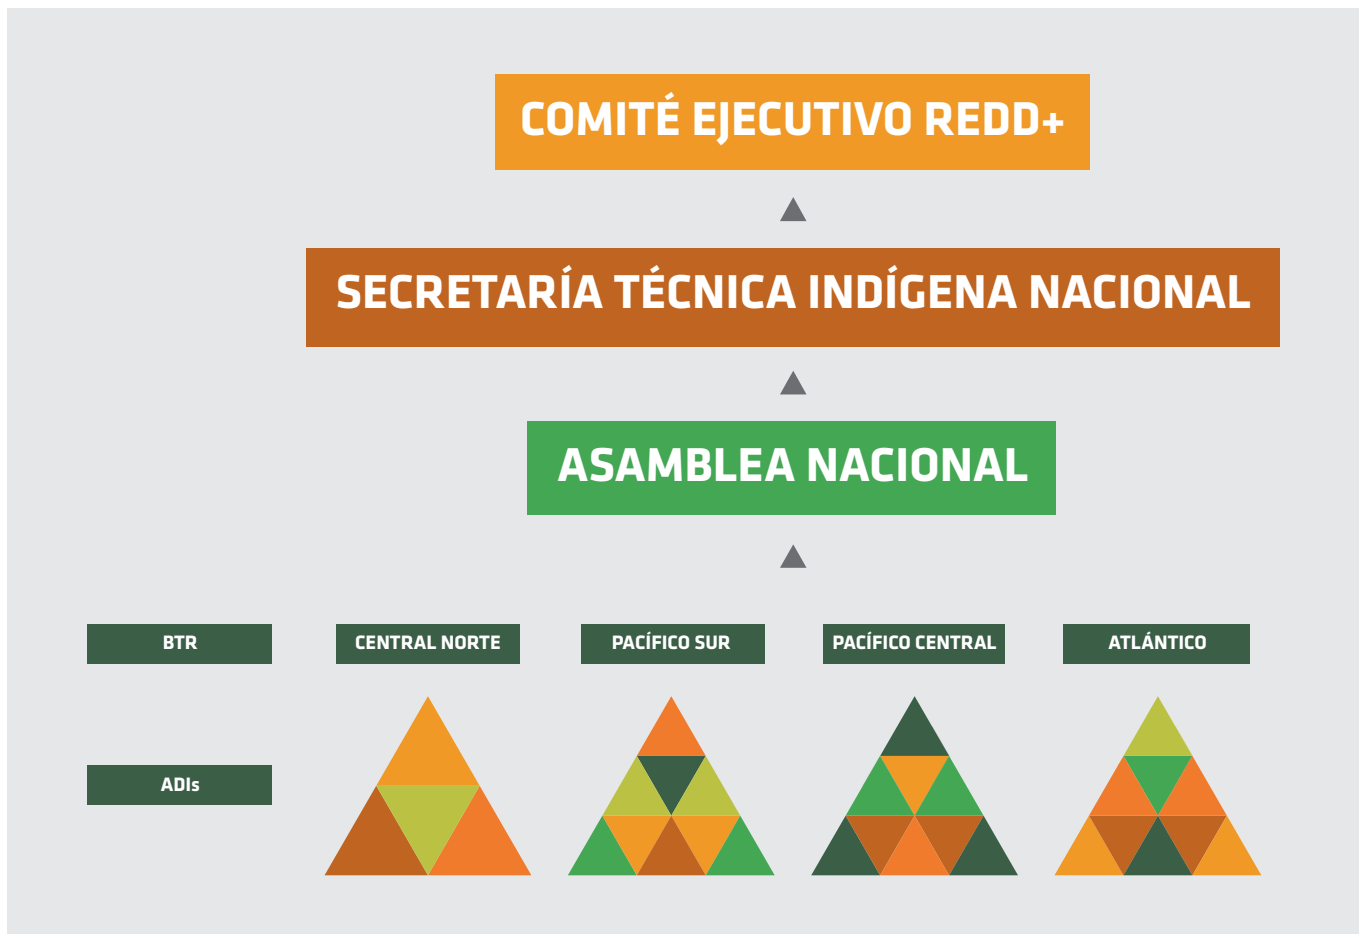 COMITÉ EJECUTIVO REDD+
SECRETARÍA TÉCNICA INDÍGENA NACIONAL
ASAMBLEA NACIONAL
BTR
CENTRAL NORTE
PACÍFICO SUR
PACÍFICO CENTRAL
ATLÁNTICO
ADIs